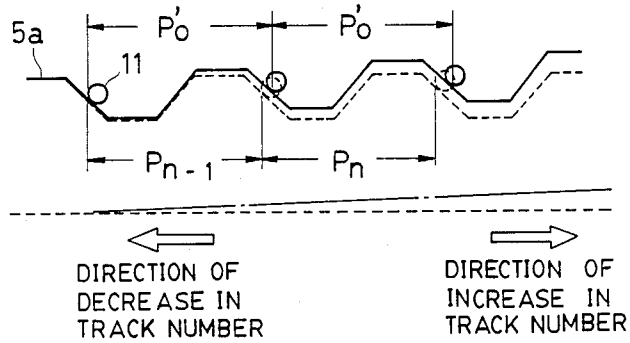 P'o P'o
5a
11
Pn-1 Pn
DIRECTION OF DECREASE IN TRACK NUMBER
DIRECTION OF INCREASE IN TRACK NUMBER